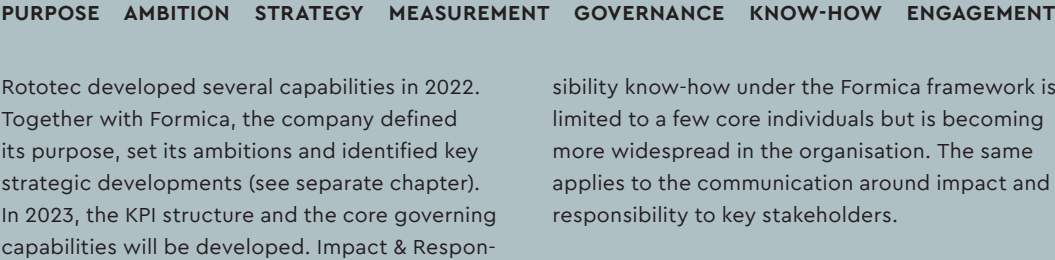 PURPOSE AMBITION STRATEGY MEASUREMENT GOVERNANCE KNOW-HOW ENGAGEMENT
Rototec developed several capabilities in 2022.
Together with Formica, the company defined
its purpose, set its ambitions and identified key
strategic developments (see separate chapter).
In 2023, the KPI structure and the core governing
capabilities will be developed. Impact & Respon-
sibility know-how under the Formica framework is
limited to a few core individuals but is becoming
more widespread in the organisation. The same
applies to the communication around impact and
responsibility to key stakeholders.